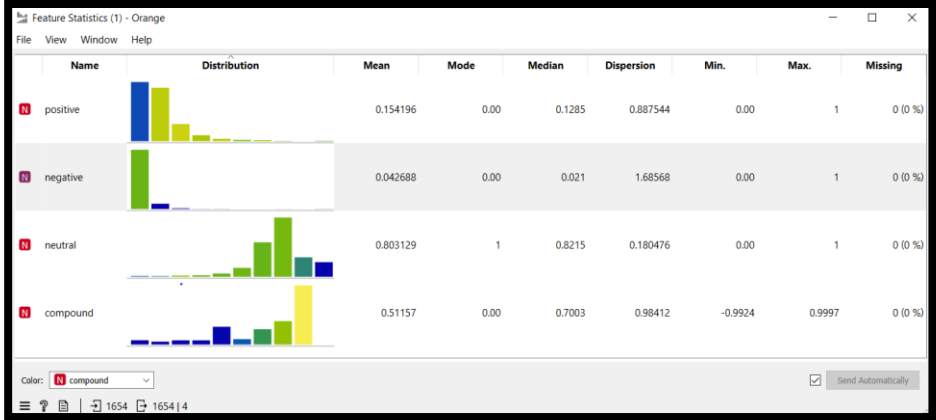 Feature Statistics (1) - Orange
File View Window Help
Name Distribution Mean Mode Median Dispersion Min. Max. Missing
N positive 0.154196 0.00 0.1285 0.887544 0.00 1 0 (0 %)
N negative 0.042688 0.00 0.021 1.68568 0.00 1 0 (0 %)
N neutral 0.803129 1 0.8215 0.180476 0.00 1 0 (0 %)
N compound 0.51157 0.00 0.7003 0.98412 -0.9924 0.9997 0 (0 %)
Color: N compound Send Automatically
? 1654 1654 | 4